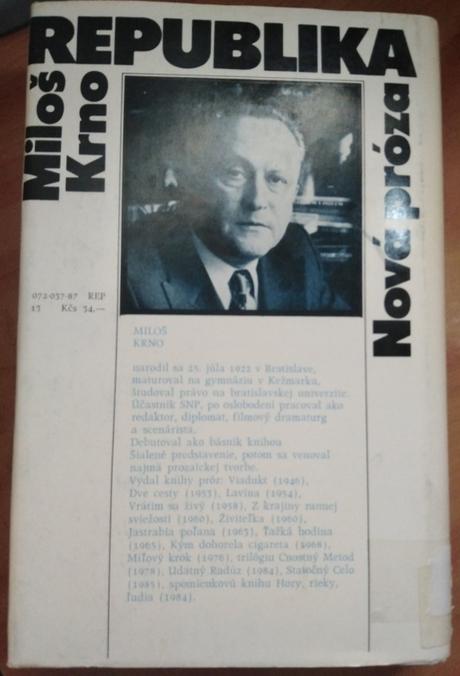 REPUBLIKA
Miloš
Krno
Nová próza
072-037-87 REP
13 Kčs 34,—
MILOŠ
KRNO
narodil sa 25. júla 1922 v Bratislave,
maturoval na gymnáziu v Kežmarku,
študoval právo na bratislavskej univerzite.
Účastník SNP, po oslobodení pracoval ako
redaktor, diplomat, filmový dramaturg
a scenárista.
Debutoval ako básnik knihou
Šialené predstavenie, potom sa venoval
najmä prozaickej tvorbe.
Vydal knihy próz: Viadukt (1946),
Dve cesty (1953), Lavína (1954),
Vrátim sa živý (1958), Z krajiny rannej
sviežosti (1960), Živiteľka (1960),
Jastrabia poľana (1963), Ťažká hodina
(1965), Kým dohorela cigareta (1968),
Míľový krok (1976), trilógiu Cnostný Metod
(1978), Udatný Radúz (1984), Statočný Celo
(1985), spomienkovú knihu Hory, rieky,
ľudia (1984).